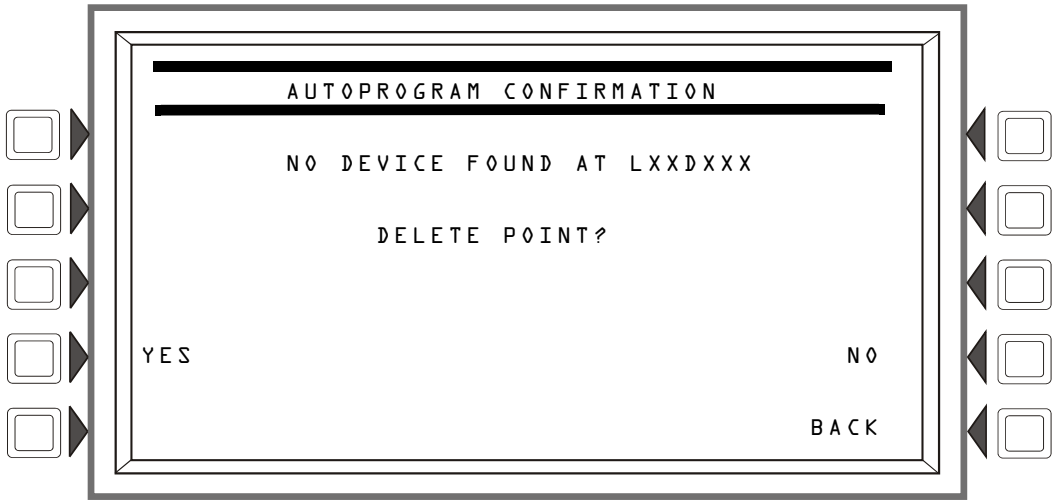 AUTOPROGRAM CONFIRMATION
NO DEVICE FOUND AT LXXDXXX
DELETE POINT?
YES
NO
BACK